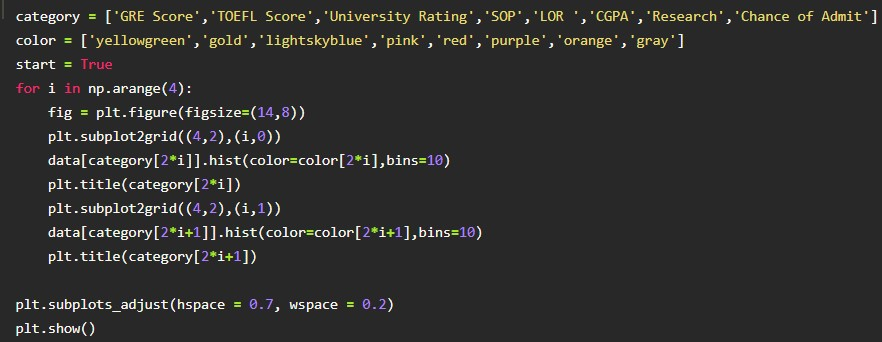 category = ['GRE Score','TOEFL Score','University Rating','SOP','LOR ','CGPA','Research','Chance of Admit']
color = ['yellowgreen','gold','lightskyblue','pink','red','purple','orange','gray']
start = True
for i in np.arange(4):
    fig = plt.figure(figsize=(14,8))
    plt.subplot2grid((4,2),(i,0))
    data[category[2*i]].hist(color=color[2*i],bins=10)
    plt.title(category[2*i])
    plt.subplot2grid((4,2),(i,1))
    data[category[2*i+1]].hist(color=color[2*i+1],bins=10)
    plt.title(category[2*i+1])

plt.subplots_adjust(hspace = 0.7, wspace = 0.2)
plt.show()